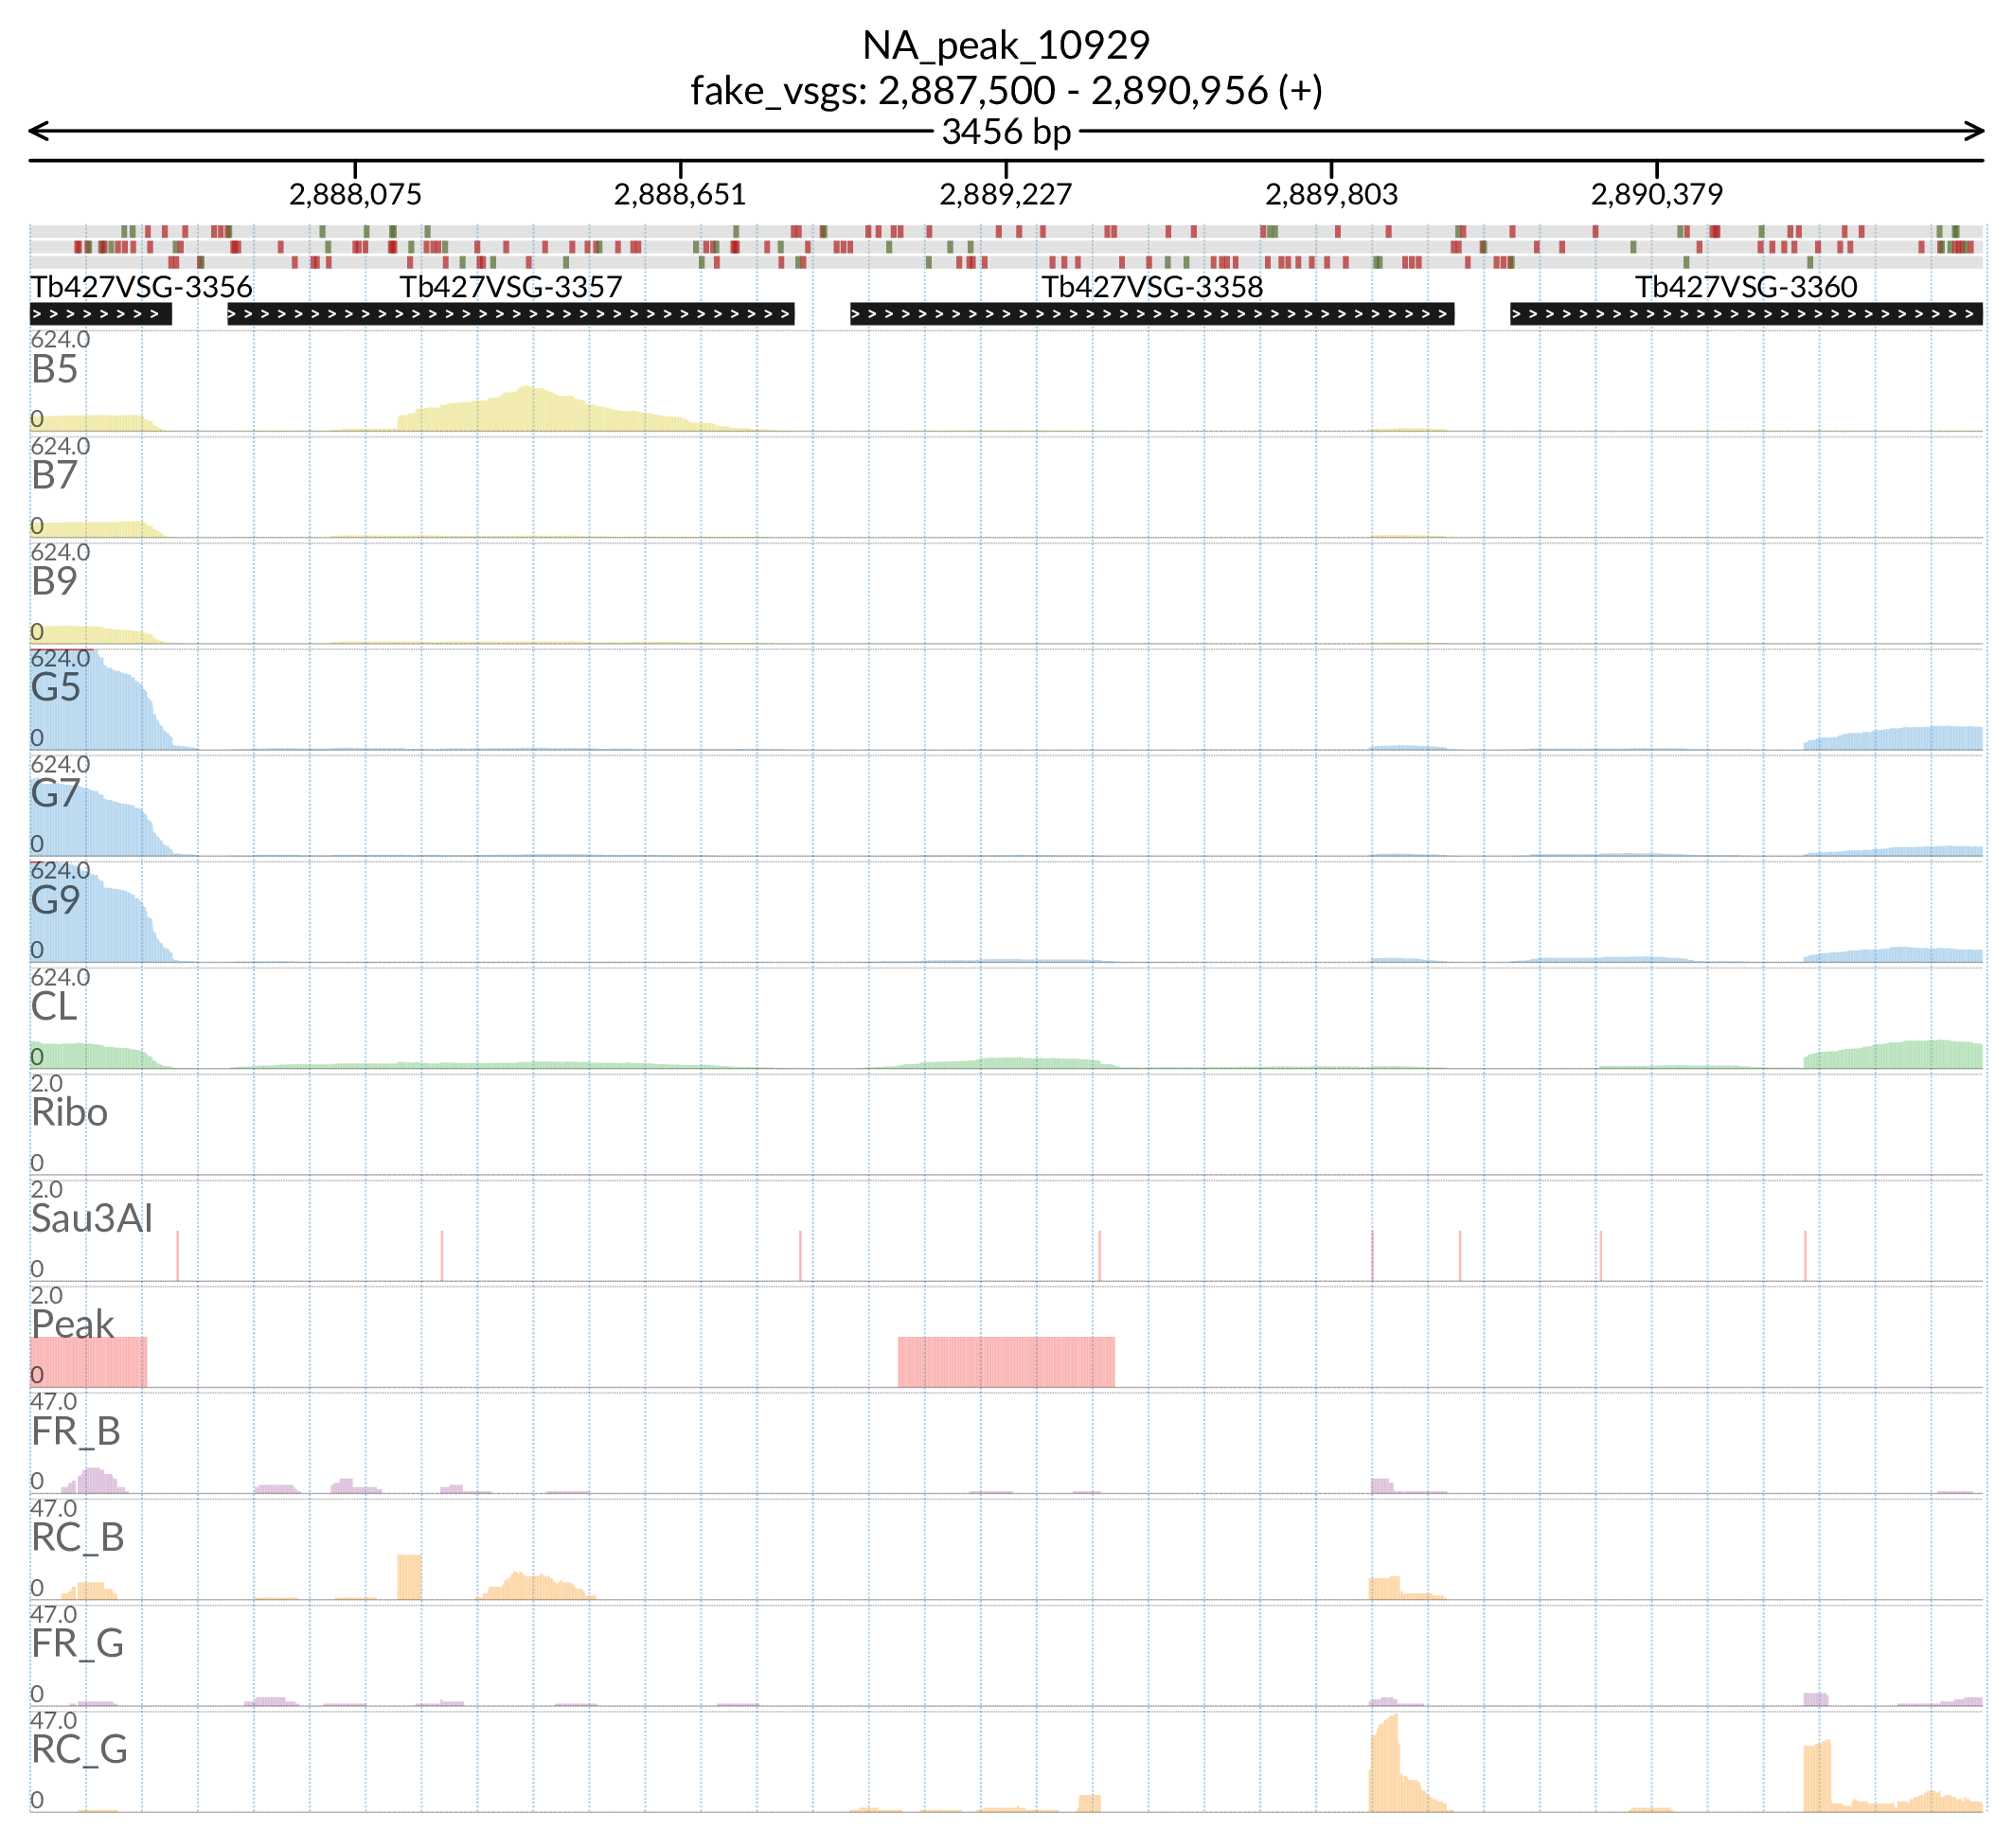 NA_peak_10929
fake_vsgs: 2,887,500 - 2,890,956 (+)
3456 bp
2,888,075 2,888,651 2,889,227 2,889,803 2,890,379
Tb427VSG-3356 Tb427VSG-3357 Tb427VSG-3358 Tb427VSG-3360
624.0
B5
0
624.0
B7
0
624.0
B9
0
624.0
G5
0
624.0
G7
0
624.0
G9
0
624.0
CL
0
2.0
Ribo
0
2.0
Sau3AI
0
2.0
Peak
0
47.0
FR_B
0
47.0
RC_B
0
47.0
FR_G
0
47.0
RC_G
0